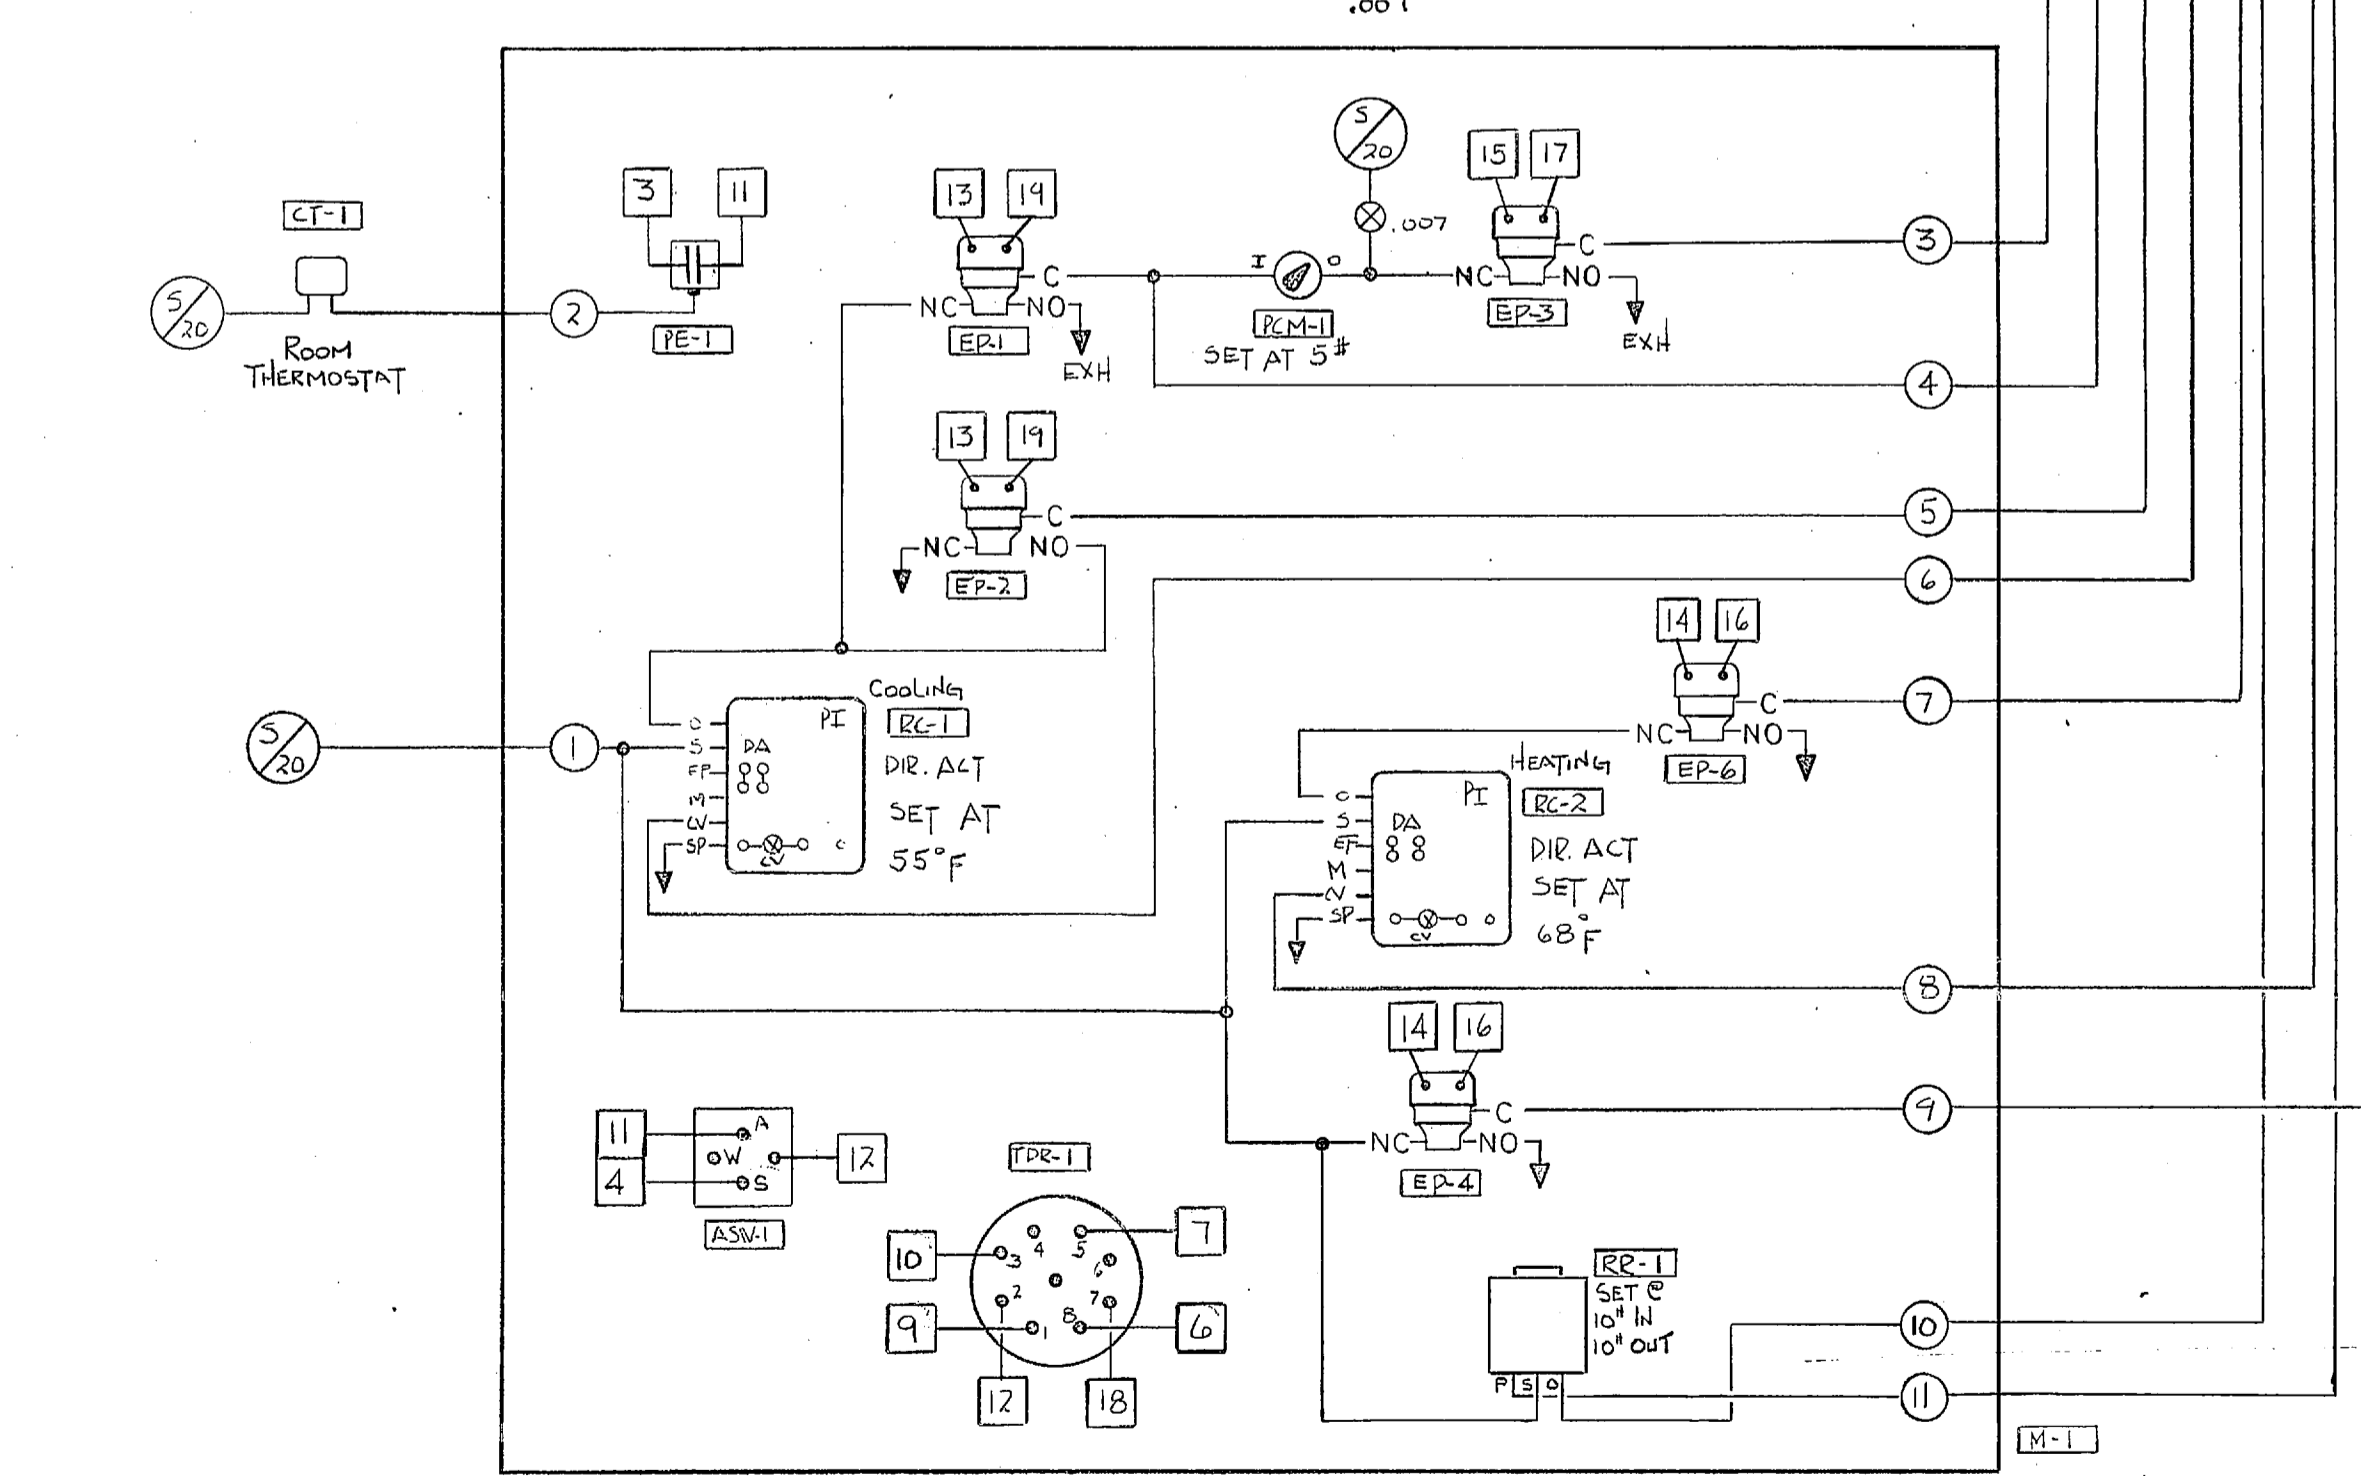 .007
S/20
CT-1
ROOM
THERMOSTAT
2
3
11
PE-1
13
19
C
NC
NO
EP-1
EXH
S/20
.007
I
O
PCM-1
SET AT 5#
15
17
C
NC
NO
EP-3
EXH
3
4
13
19
C
NC
NO
EP-2
5
6
S/20
1
COOLING
RC-1
DIR. ACT
SET AT
55°F
PI
DA
O
S
EP
M
CV
SP
CV
14
16
C
NC
NO
EP-6
7
HEATING
RC-2
DIR. ACT
SET AT
68°F
PI
DA
O
S
EF
M
CV
SP
CV
8
14
16
C
NC
NO
EP-4
9
11
4
A
W
S
12
ASV-1
TDR-1
10
9
12
18
7
6
4
5
3
6
2
7
1
8
RR-1
SET @
10# IN
10# OUT
P
S
O
10
11
M-1